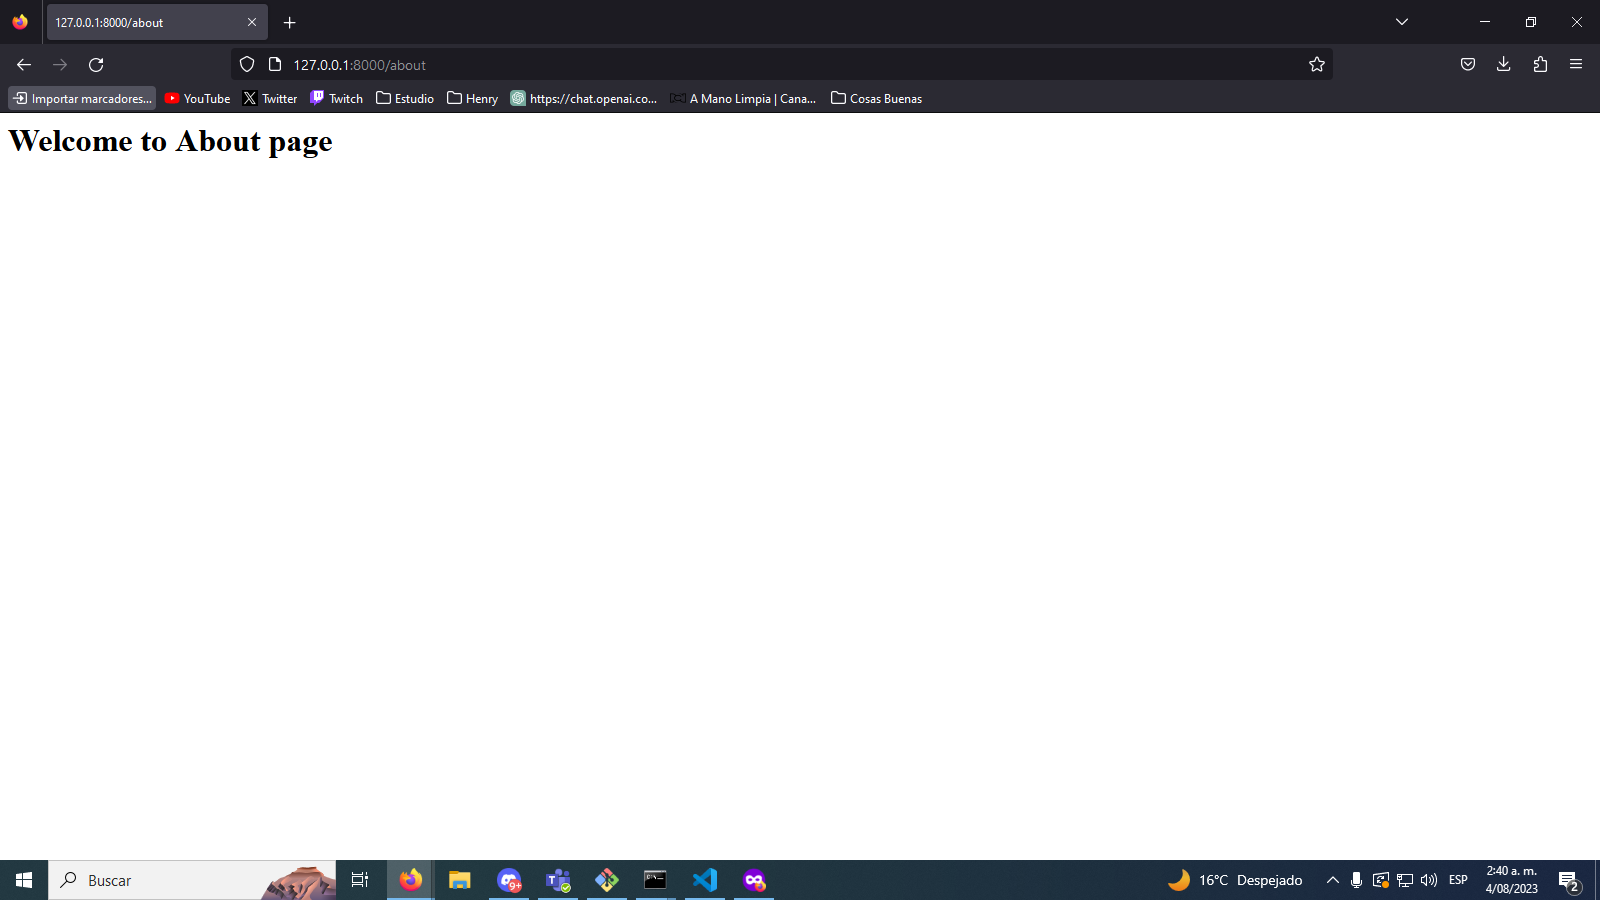 127.0.0.1:8000/about
127.0.0.1:8000/about
Importar marcadores... YouTube Twitter Twitch Estudio Henry https://chat.openai.co... A Mano Limpia | Cana... Cosas Buenas
Welcome to About page
Buscar
9+
16°C Despejado
ESP
2:40 a. m.
4/08/2023
2